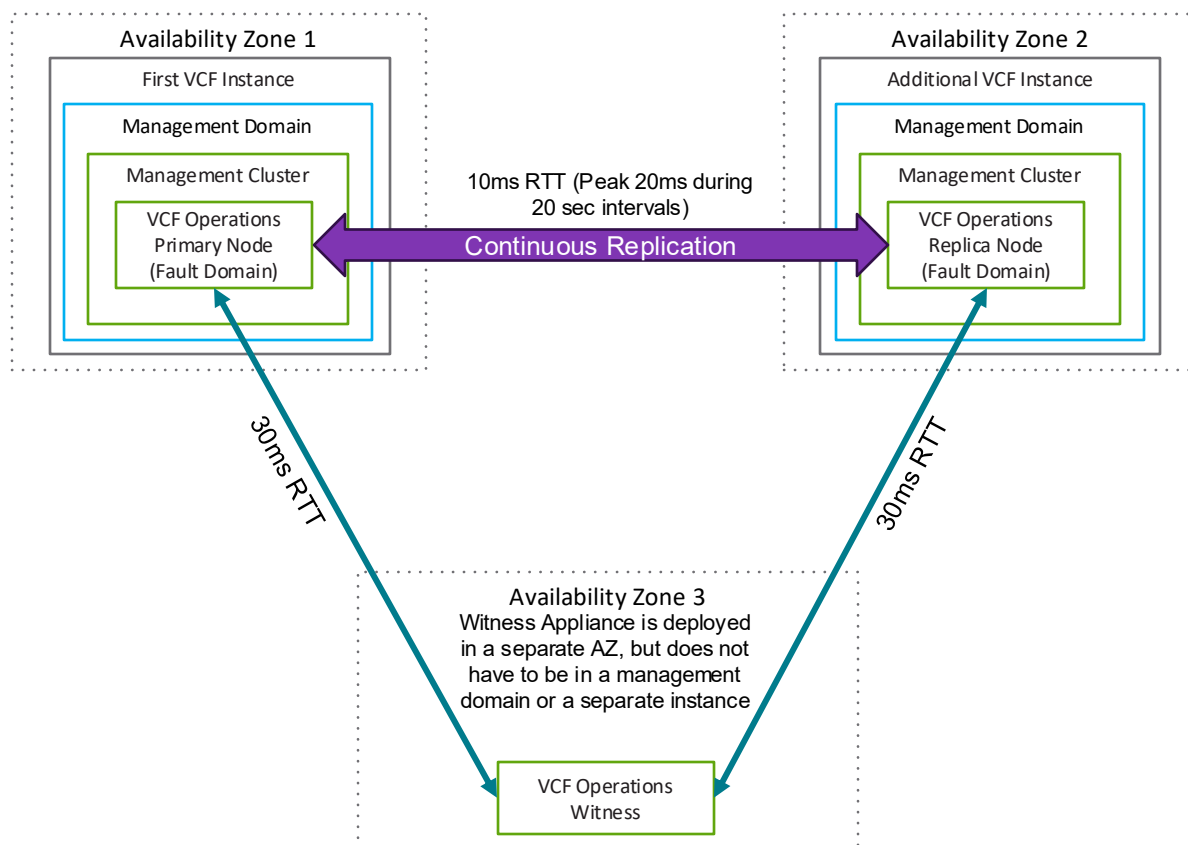 Availability Zone 1
First VCF Instance
Management Domain
Management Cluster
VCF Operations
Primary Node
(Fault Domain)
10ms RTT (Peak 20ms during
20 sec intervals)
Continuous Replication
Availability Zone 2
Additional VCF Instance
Management Domain
Management Cluster
VCF Operations
Replica Node
(Fault Domain)
30ms RTT
30ms RTT
Availability Zone 3
Witness Appliance is deployed
in a separate AZ, but does not
have to be in a management
domain or a separate instance
VCF Operations
Witness